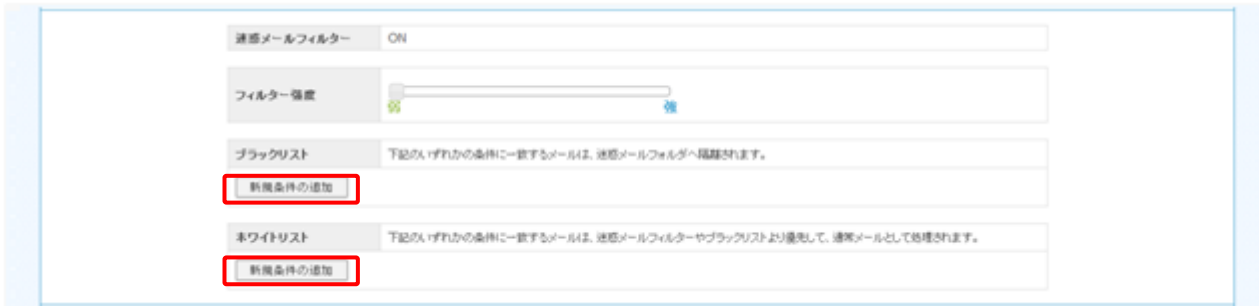 迷惑メールフィルター ON
フィルター強度
弱 強
ブラックリスト 下記のいずれかの条件に一致するメールは、迷惑メールフォルダへ隔離されます。
新規条件の追加
ホワイトリスト 下記のいずれかの条件に一致するメールは、迷惑メールフィルターやブラックリストより優先して、通常メールとして処理されます。
新規条件の追加